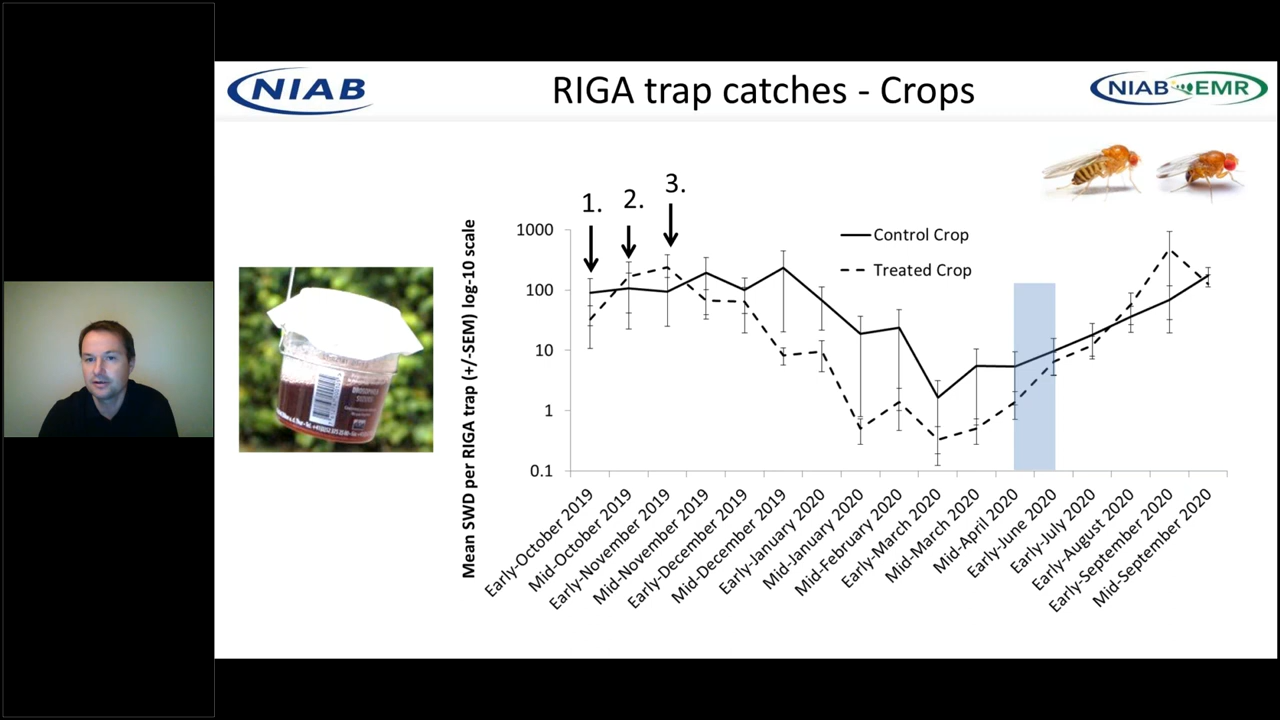 NIAB
RIGA trap catches - Crops
NIAB EMR
1.
2.
3.
Mean SWD per RIGA trap (+/-SEM) log-10 scale
1000
100
10
1
0.1
Control Crop
Treated Crop
Early-October 2019
Mid-October 2019
Early-November 2019
Mid-November 2019
Early-December 2019
Mid-December 2019
Early-January 2020
Mid-January 2020
Mid-February 2020
Early-March 2020
Mid-March 2020
Mid-April 2020
Early-June 2020
Early-July 2020
Early-August 2020
Early-September 2020
Mid-September 2020